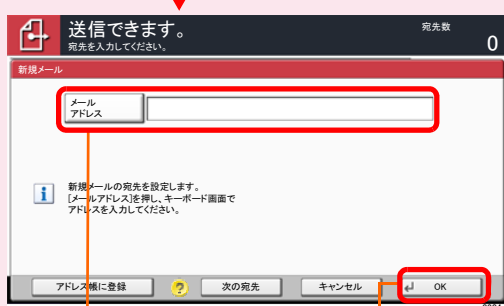 送信できます。
宛先を入力してください。
宛先数
0
新規メール
メール
アドレス
新規メールの宛先を設定します。
[メールアドレス]を押し、キーボード画面で
アドレスを入力してください。
アドレス帳に登録
次の宛先
キャンセル
OK